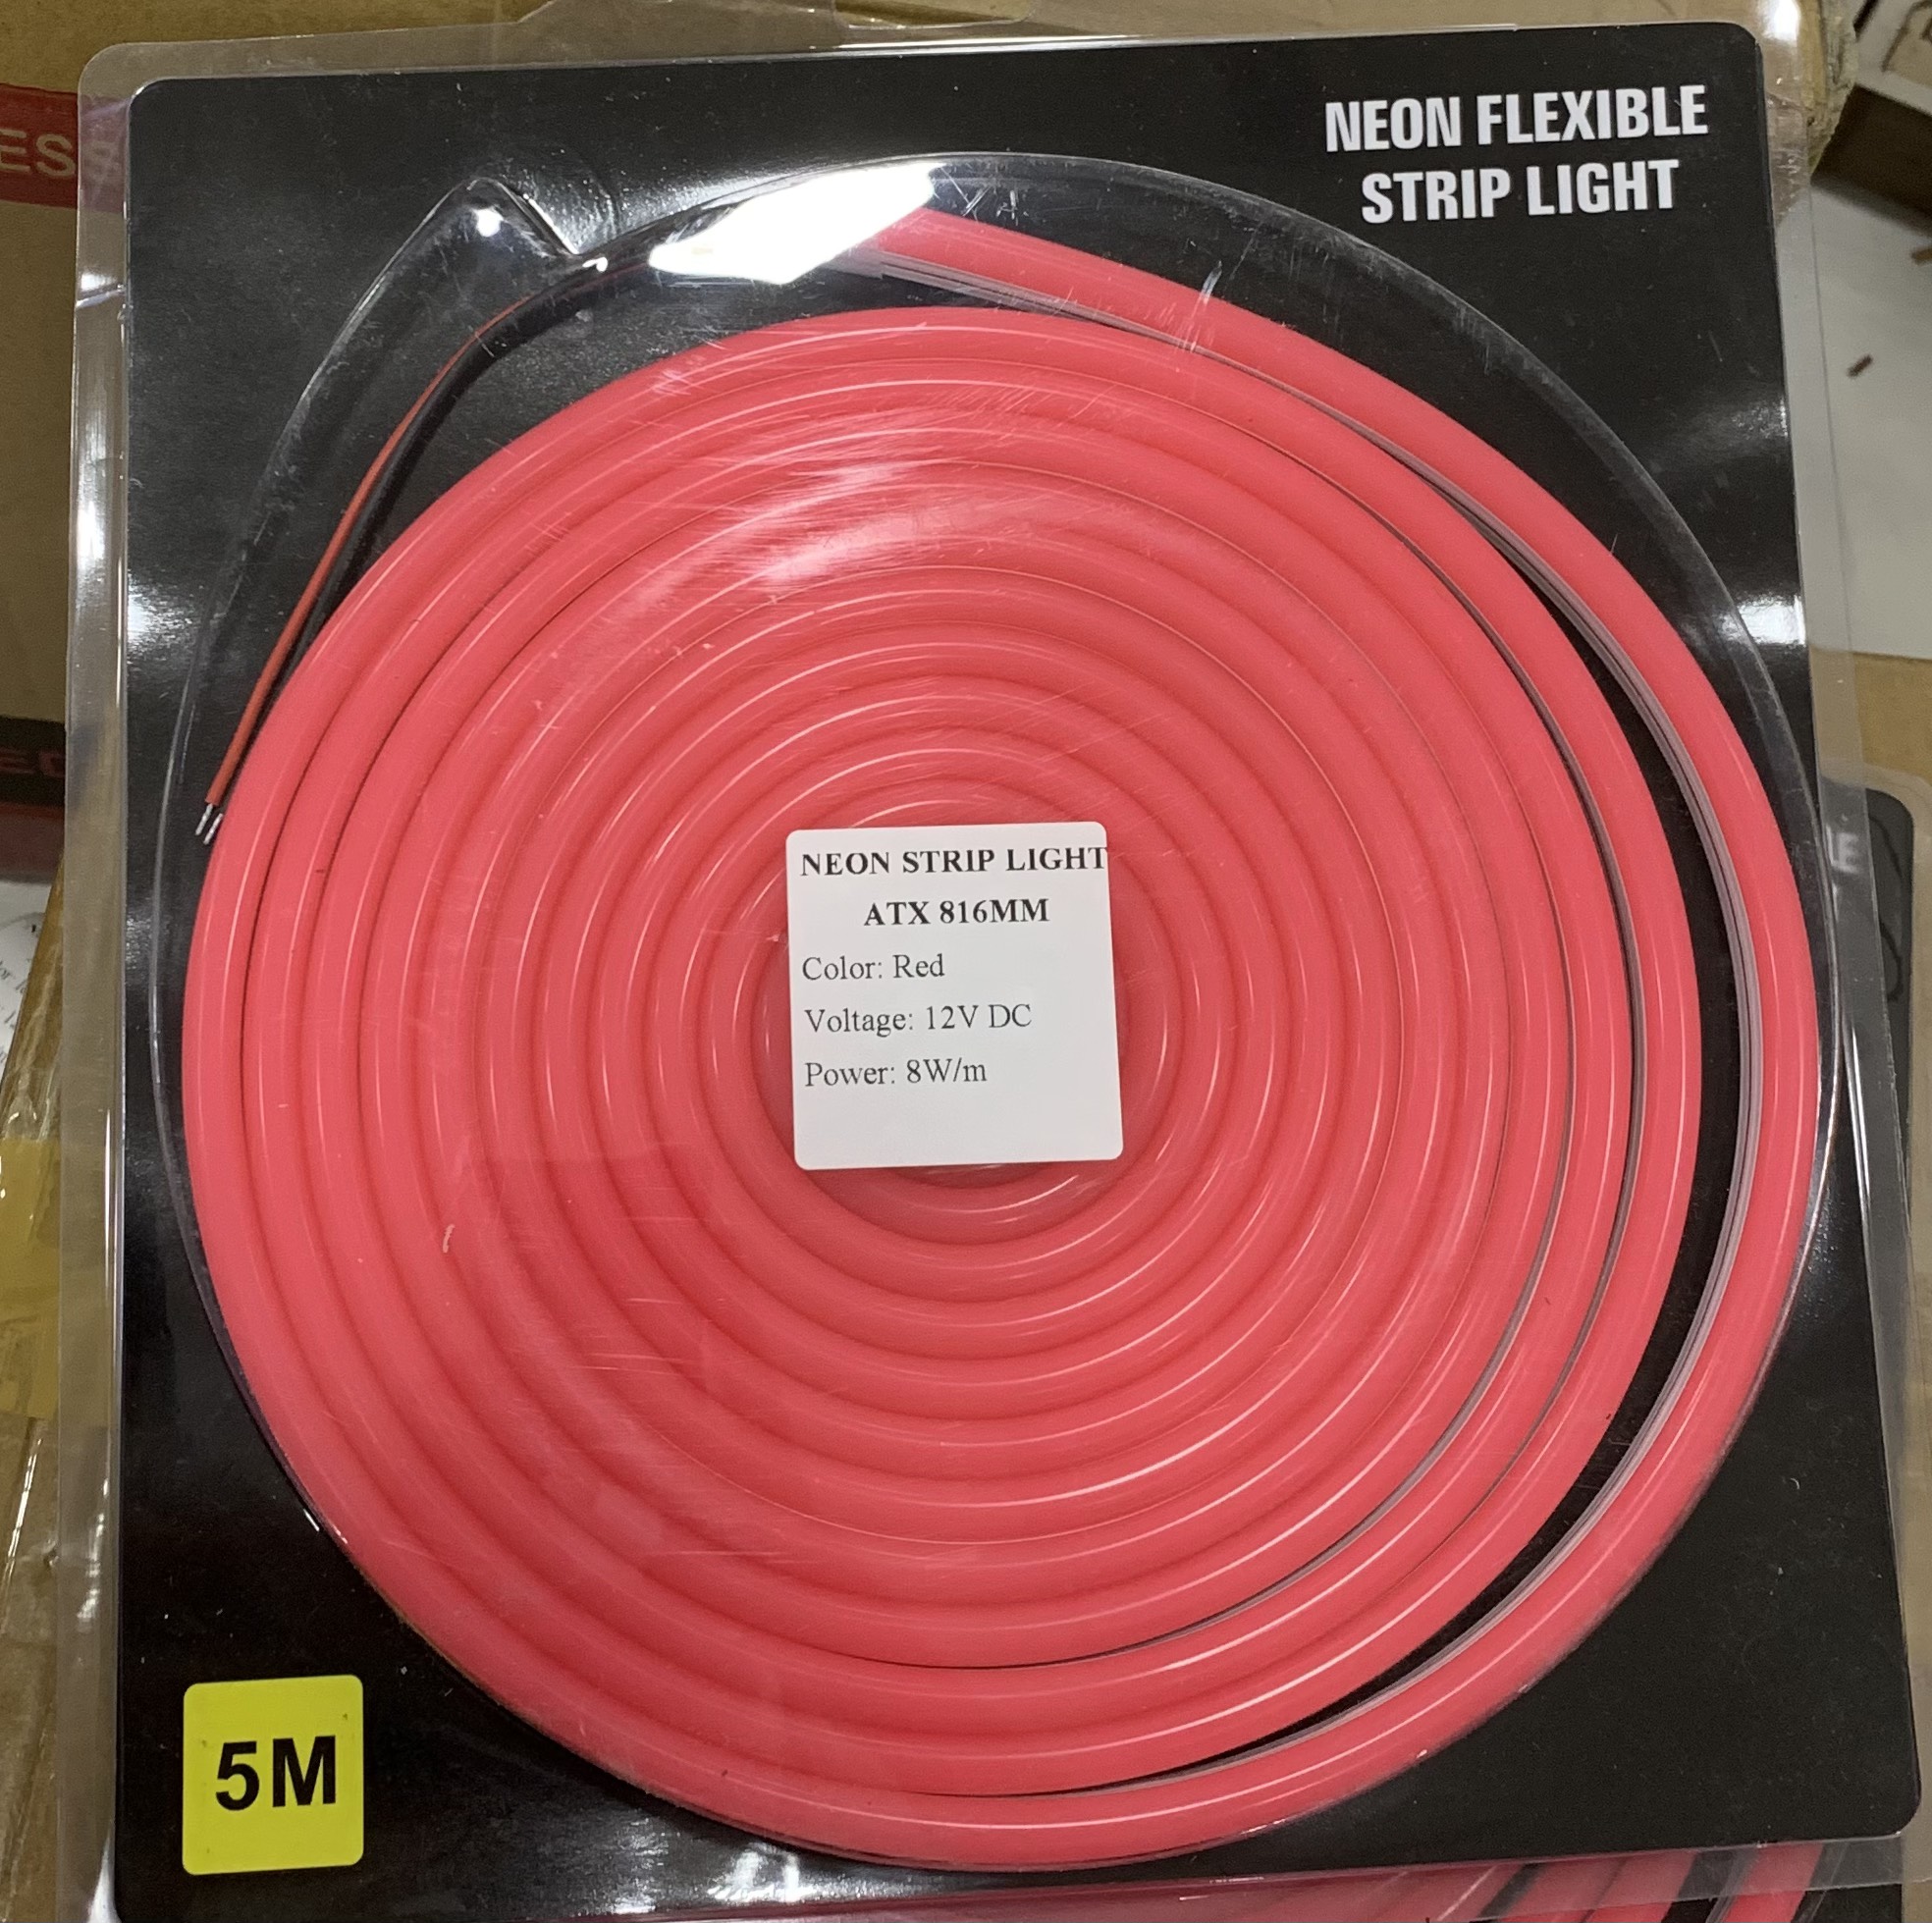 NEON FLEXIBLE
STRIP LIGHT
NEON STRIP LIGHT
ATX 816MM
Color: Red
Voltage: 12V DC
Power: 8W/m
5M